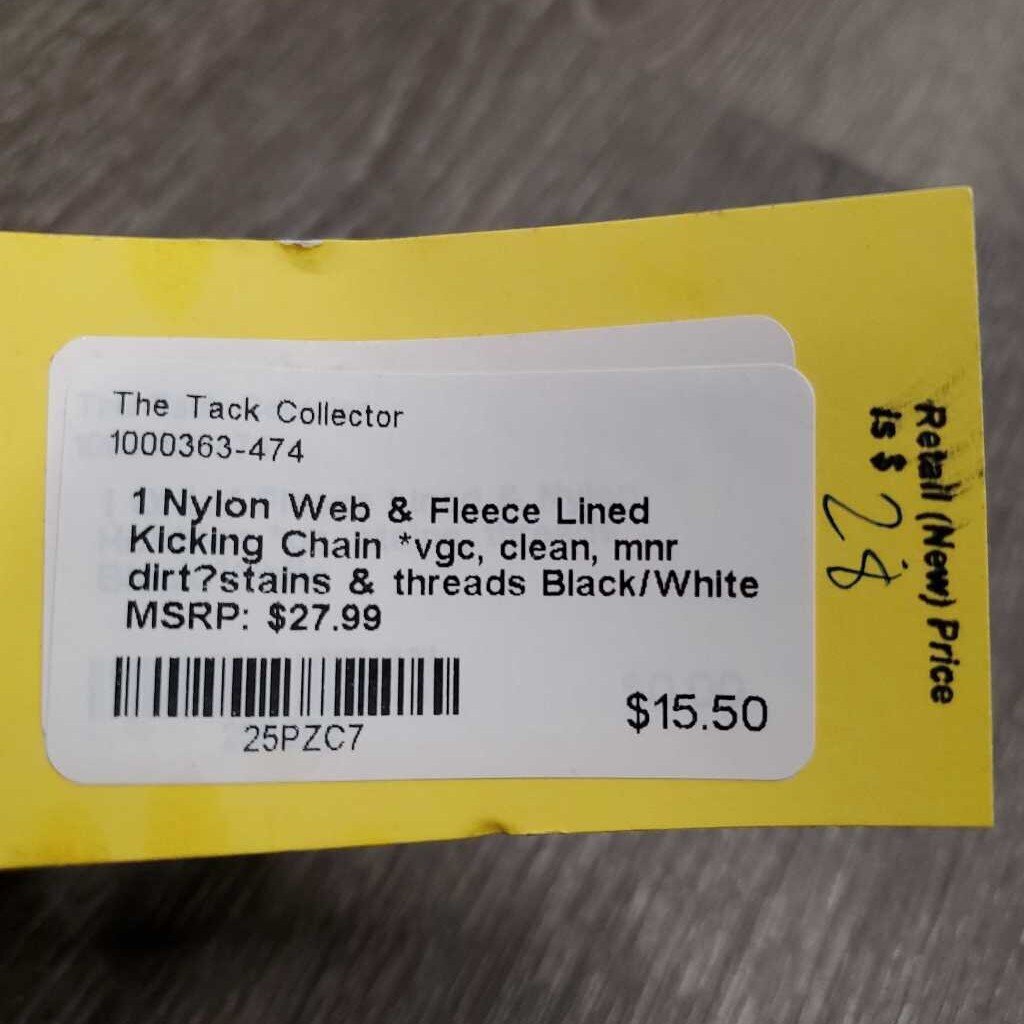 The Tack Collector
1000363-474
1 Nylon Web & Fleece Lined
Kicking Chain *vgc, clean, mnr
dirt?stains & threads Black/White
MSRP: $27.99
25PZC7
$15.50
Retail (New) Price
is $ 28